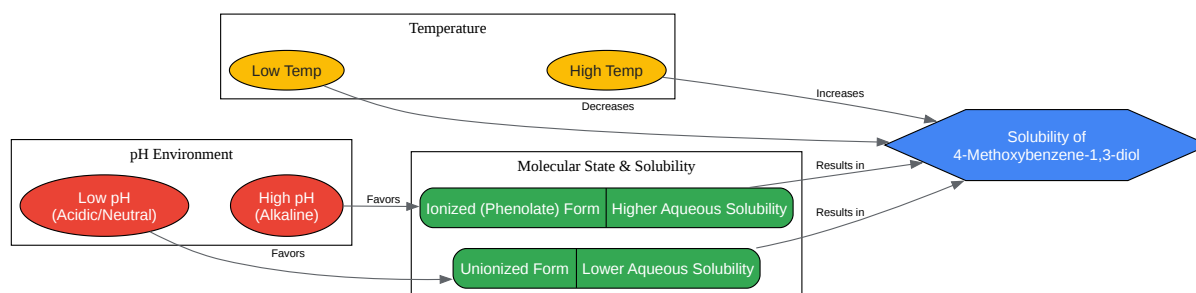 Temperature
Low Temp
High Temp
Increases
Decreases
Solubility of
4-Methoxybenzene-1,3-diol
pH Environment
Low pH
(Acidic/Neutral)
High pH
(Alkaline)
Favors
Favors
Molecular State & Solubility
Ionized (Phenolate) Form
Higher Aqueous Solubility
Unionized Form
Lower Aqueous Solubility
Results in
Results in